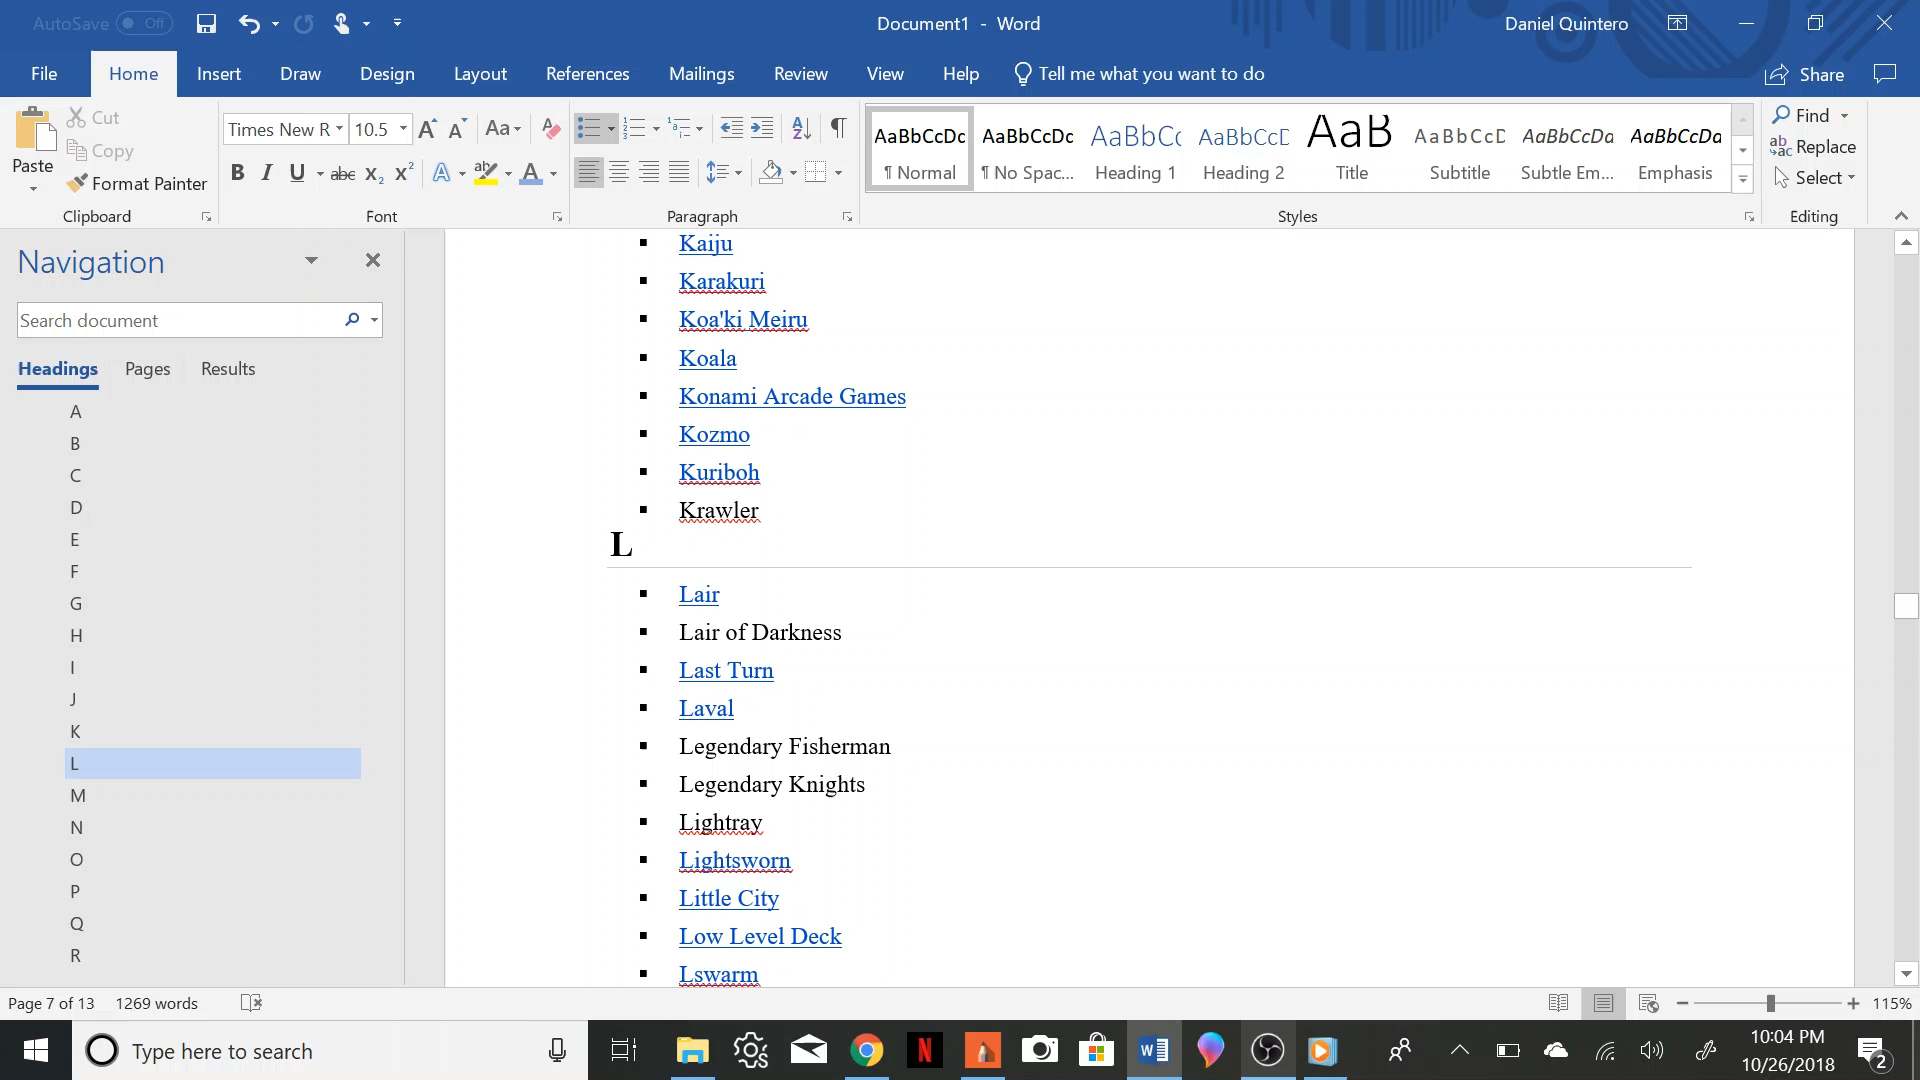 AutoSave Off Document1 - Word Daniel Quintero
File Home Insert Draw Design Layout References Mailings Review View Help Tell me what you want to do Share
Paste
Cut
Copy
Format Painter
Clipboard
Times New R 10.5
Font
Paragraph
AaBbCcDc AaBbCcDc AaBbCc AaBbCcD AaB AaBbCcD AaBbCcDa AaBbCcDa
¶ Normal ¶ No Spac... Heading 1 Heading 2 Title Subtitle Subtle Em... Emphasis
Styles
Find
Replace
Select
Editing
Navigation
Search document
Headings Pages Results
A
B
C
D
E
F
G
H
I
J
K
L
M
N
O
P
Q
R
Kaiju
Karakuri
Koa'ki Meiru
Koala
Konami Arcade Games
Kozmo
Kuriboh
Krawler
L
Lair
Lair of Darkness
Last Turn
Laval
Legendary Fisherman
Legendary Knights
Lightray
Lightsworn
Little City
Low Level Deck
Lswarm
Page 7 of 13 1269 words 115%
Type here to search
10:04 PM
10/26/2018
2